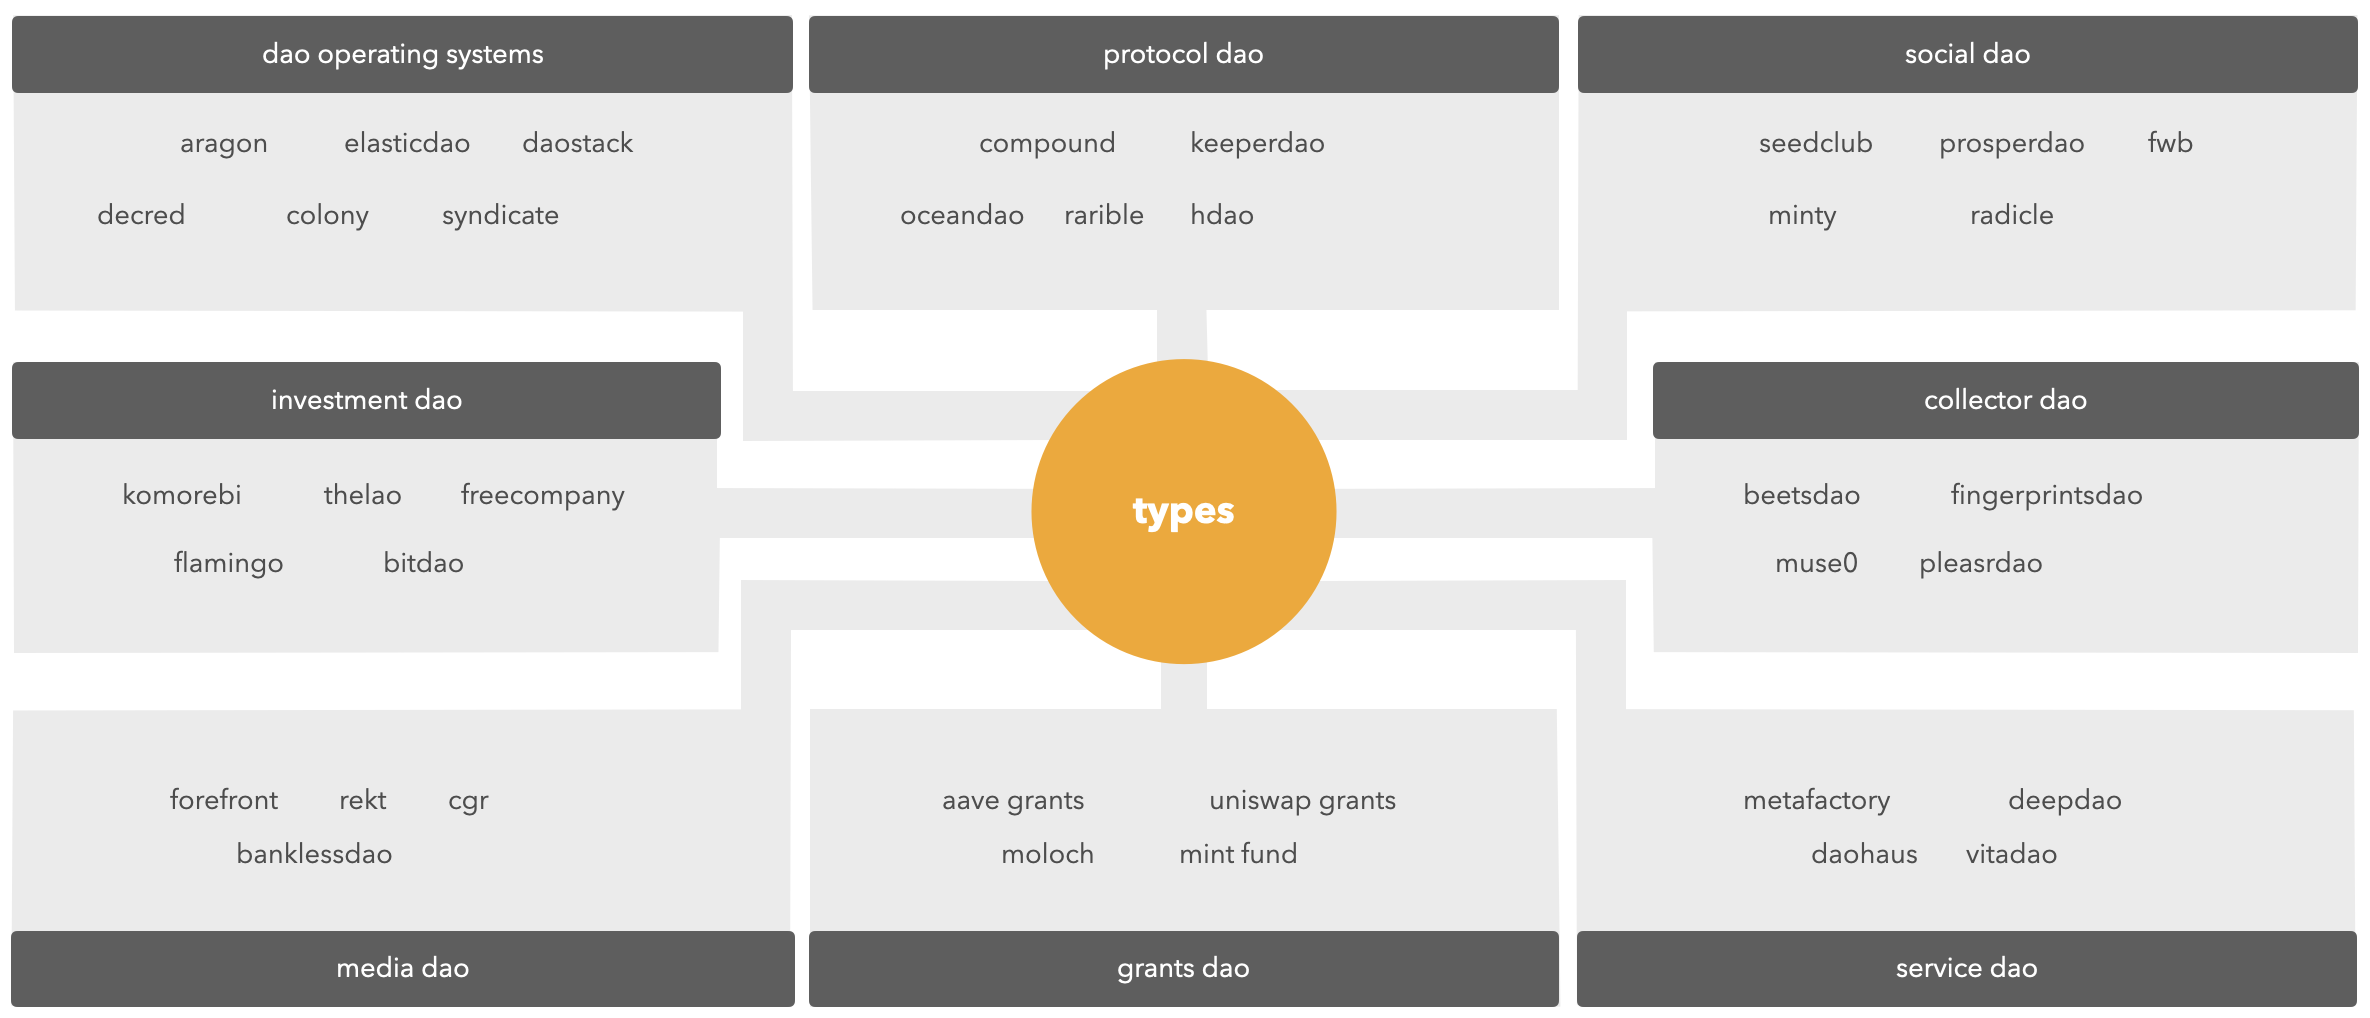 dao operating systems
aragon elasticdao daostack
decred colony syndicate
protocol dao
compound keeperdao
oceandao rarible hdao
social dao
seedclub prosperdao fwb
minty radicle
investment dao
komorebi thelao freecompany
flamingo bitdao
types
collector dao
beetsdao fingerprintsdao
muse0 pleasrdao
forefront rekt cgr
banklessdao
media dao
aave grants uniswap grants
moloch mint fund
grants dao
metafactory deepdao
daohaus vitadao
service dao